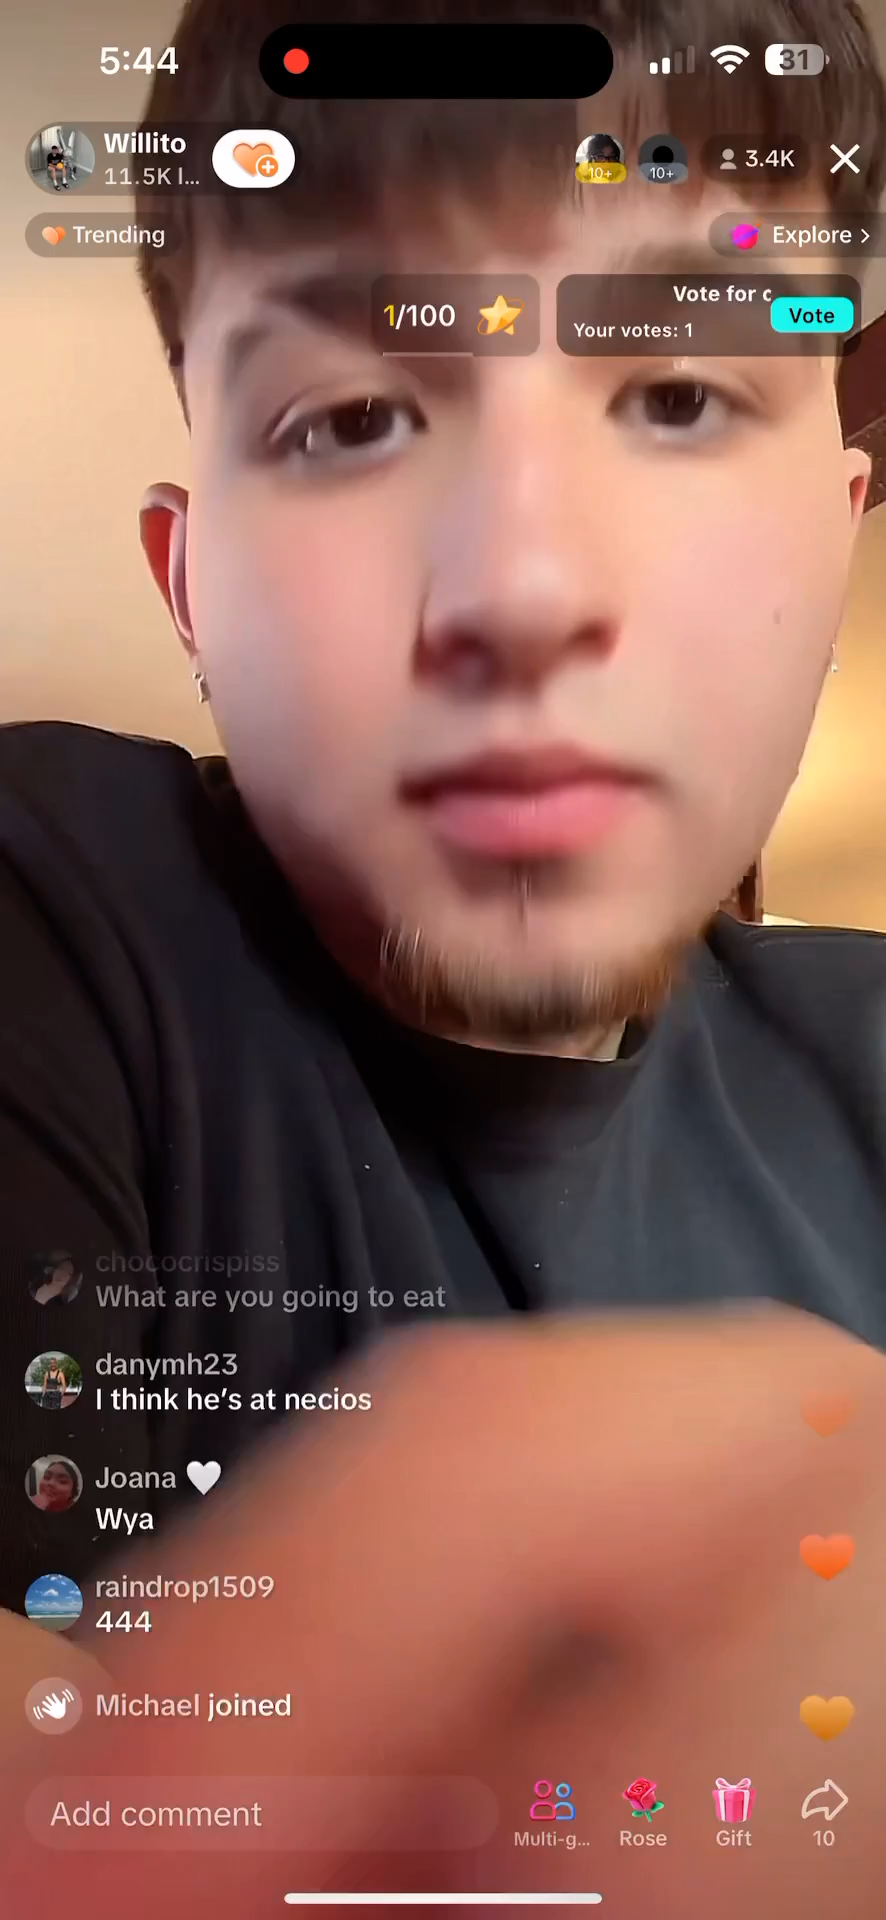 5:44
31
Willito
11.5K l...
10+
10+
3.4K
Trending
Explore >
1/100
Vote for c
Your votes: 1
Vote
chococrispiss
What are you going to eat
danymh23
I think he's at necios
Joana 🤍
Wya
raindrop1509
444
Michael joined
Add comment
Multi-g...
Rose
Gift
10